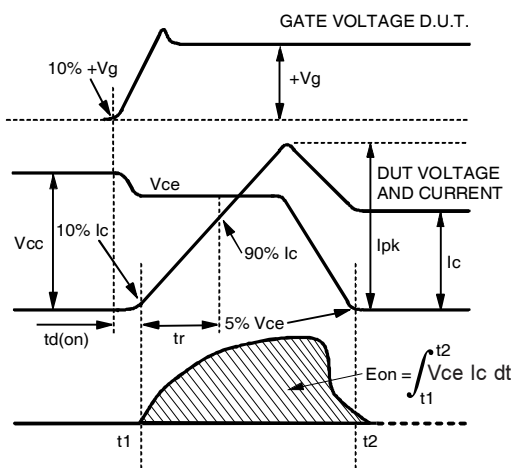 GATE VOLTAGE D.U.T.
10% +Vg
+Vg
Vce
DUT VOLTAGE
AND CURRENT
Vcc
10% Ic
90% Ic
Ipk
Ic
td(on)
tr
5% Vce
Eon = ∫ Vce Ic dt
t2
t1
t1
t2